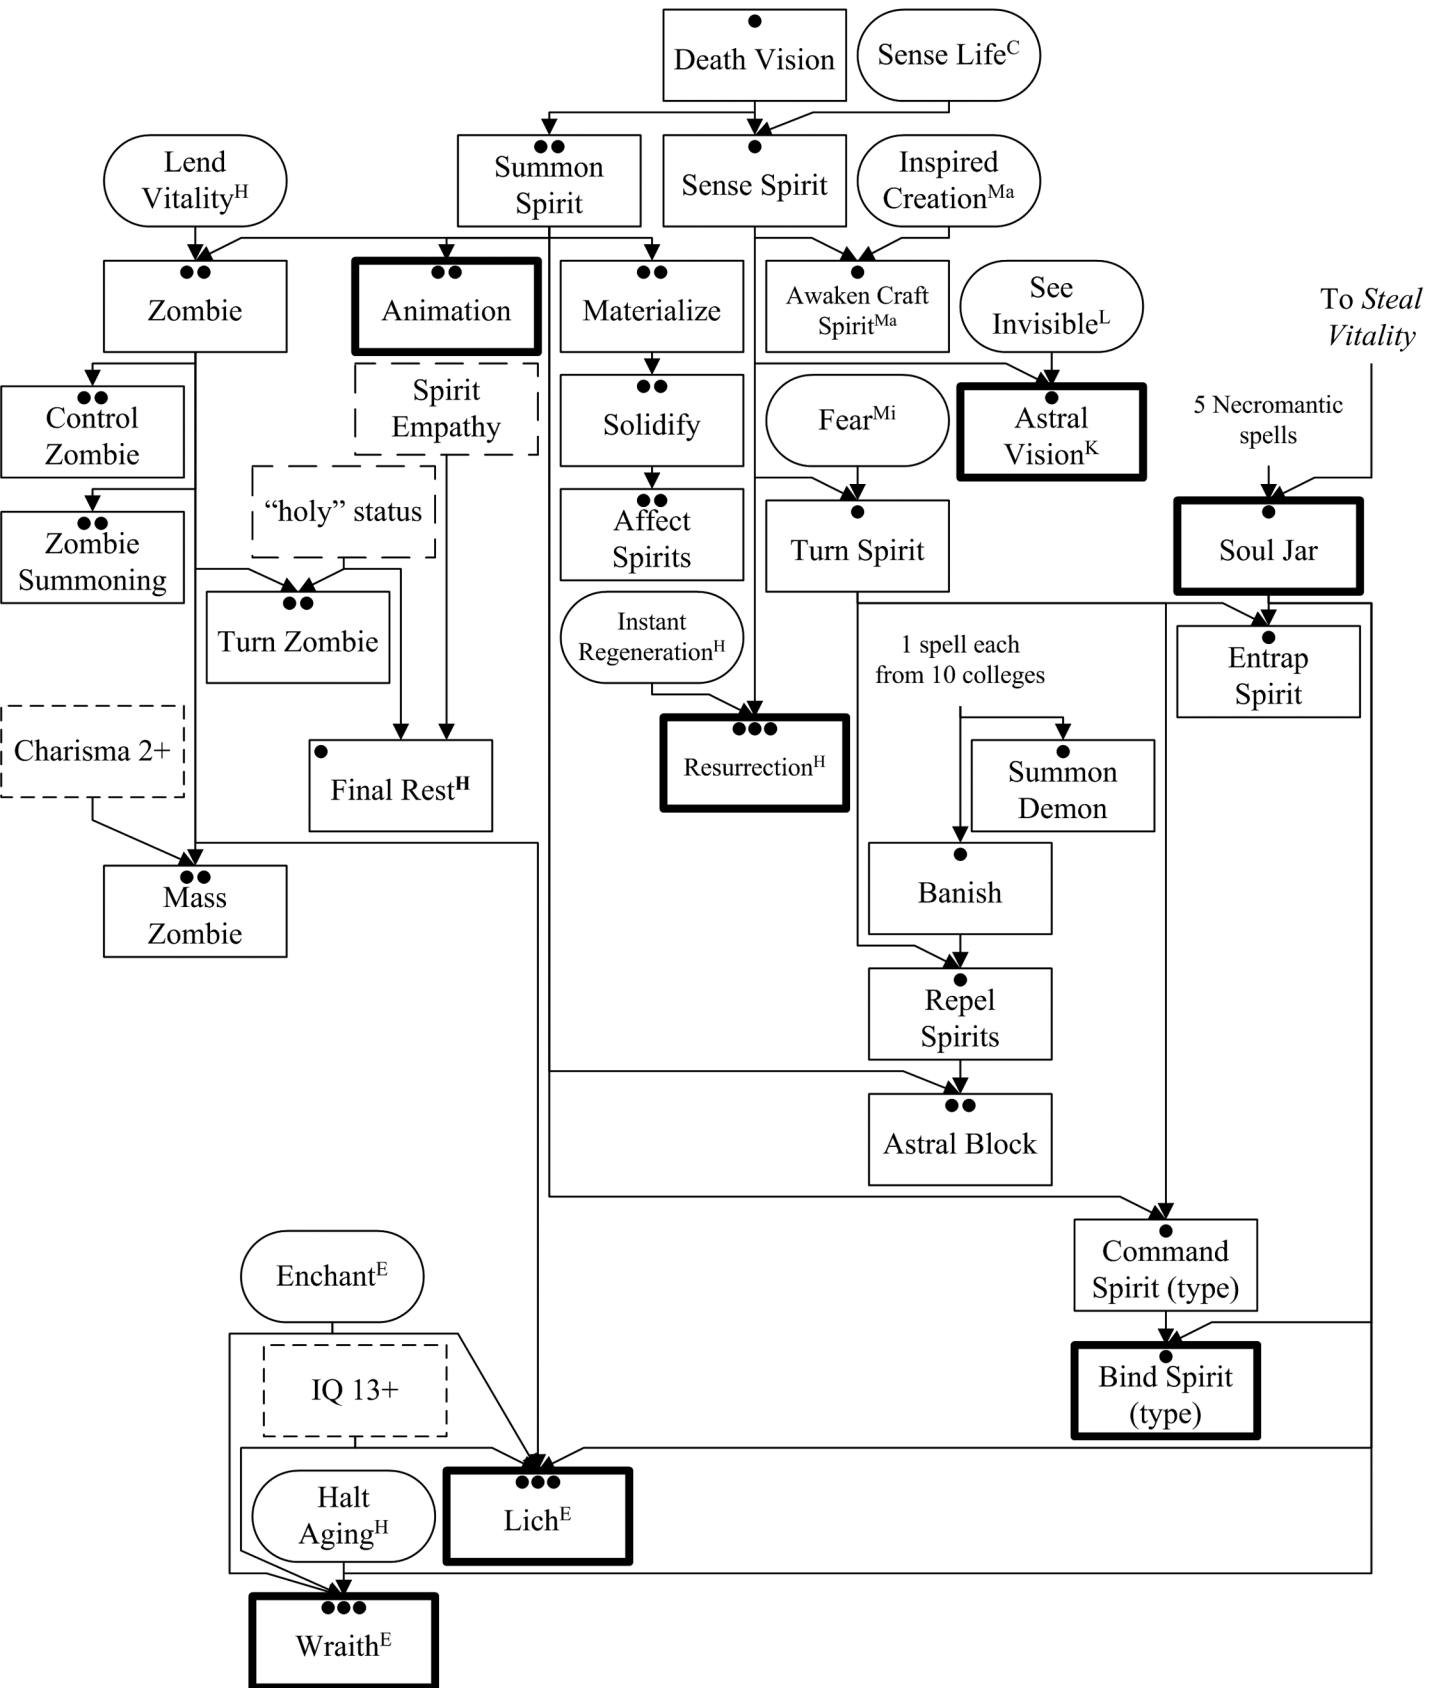 Death Vision
Sense Life^C
Lend
Vitality^H
Summon
Spirit
Sense Spirit
Inspired
Creation^Ma
Zombie
Animation
Materialize
Awaken Craft
Spirit^Ma
See
Invisible^L
To Steal
Vitality
Control
Zombie
Spirit
Empathy
Solidify
Fear^Mi
Astral
Vision^K
5 Necromantic
spells
Zombie
Summoning
“holy” status
Affect
Spirits
Turn Spirit
Soul Jar
Turn Zombie
Instant
Regeneration^H
1 spell each
from 10 colleges
Entrap
Spirit
Charisma 2+
Final Rest^H
Resurrection^H
Summon
Demon
Mass
Zombie
Banish
Repel
Spirits
Astral Block
Enchant^E
Command
Spirit (type)
IQ 13+
Bind Spirit
(type)
Halt
Aging^H
Lich^E
Wraith^E